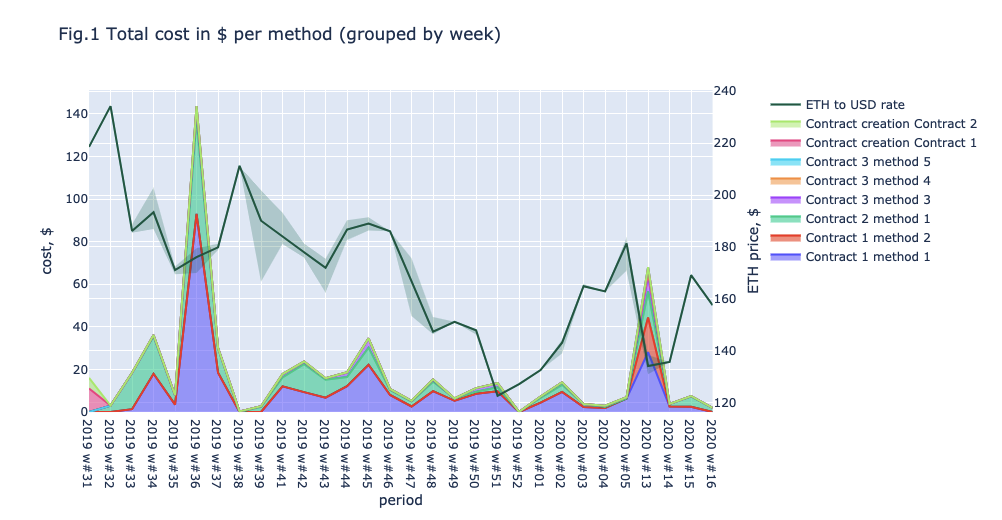 Fig.1 Total cost in $ per method (grouped by week)
cost, $
140
120
100
80
60
40
20
0
240
220
200
180
160
140
120
ETH price, $
2019 w#31
2019 w#32
2019 w#33
2019 w#34
2019 w#35
2019 w#36
2019 w#37
2019 w#38
2019 w#39
2019 w#41
2019 w#42
2019 w#43
2019 w#44
2019 w#45
2019 w#46
2019 w#47
2019 w#48
2019 w#49
2019 w#50
2019 w#51
2019 w#52
2020 w#01
2020 w#02
2020 w#03
2020 w#04
2020 w#05
2020 w#13
2020 w#14
2020 w#15
2020 w#16
period
ETH to USD rate
Contract creation Contract 2
Contract creation Contract 1
Contract 3 method 5
Contract 3 method 4
Contract 3 method 3
Contract 2 method 1
Contract 1 method 2
Contract 1 method 1